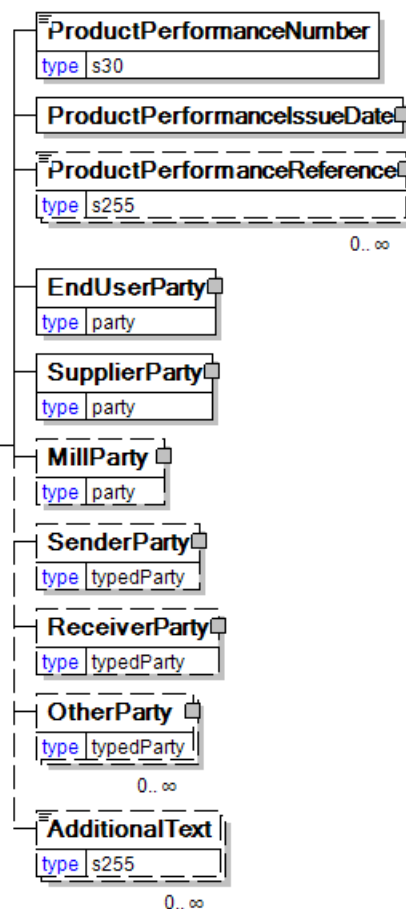 ProductPerformanceNumber
type s30
ProductPerformanceIssueDate
ProductPerformanceReference
type s255
0.. ∞
EndUserParty
type party
SupplierParty
type party
MillParty
type party
SenderParty
type typedParty
ReceiverParty
type typedParty
OtherParty
type typedParty
0.. ∞
AdditionalText
type s255
0.. ∞